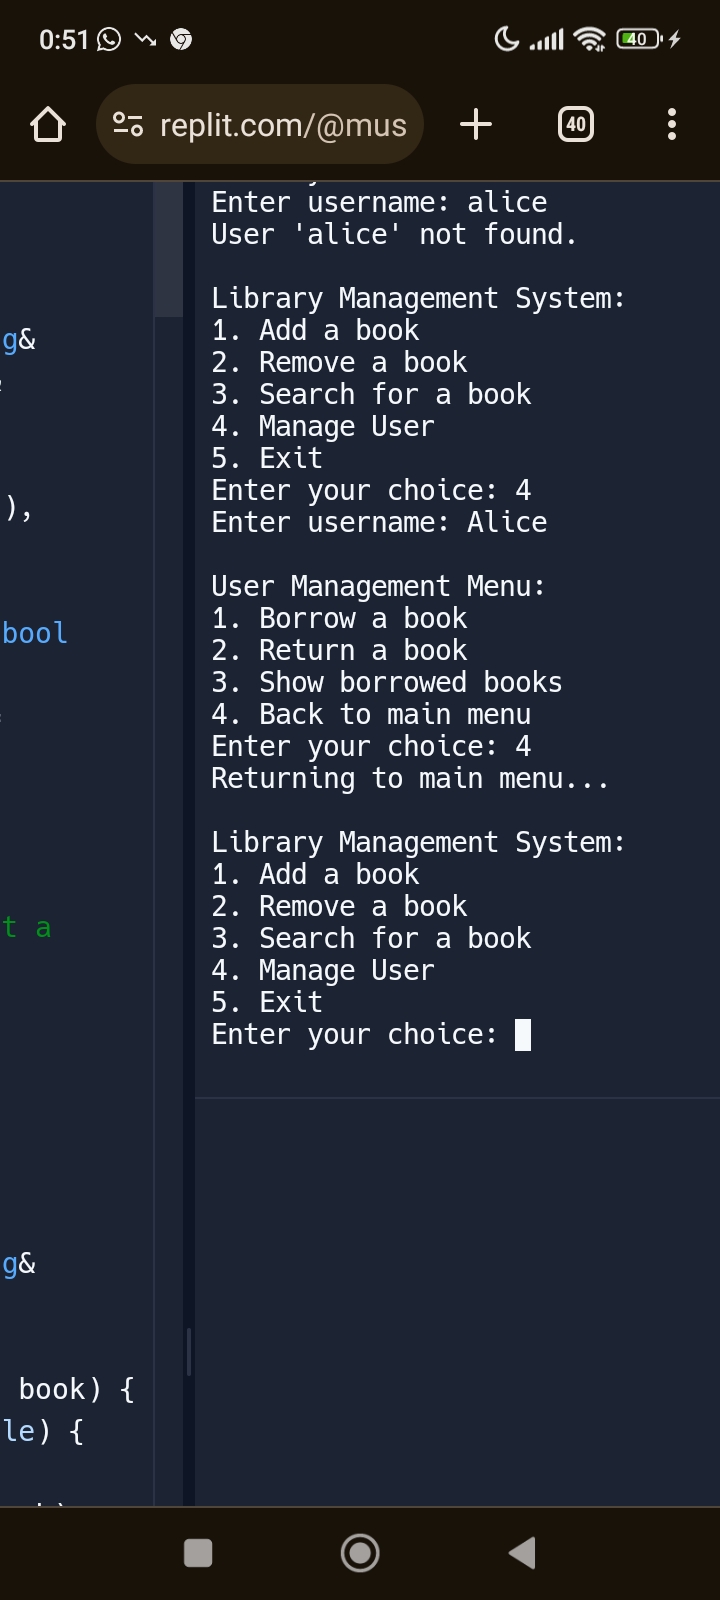 0:51
40
replit.com/@mus
40
g&
),
bool
t a
g&
book) {
le) {
Enter username: alice
User 'alice' not found.
Library Management System:
1. Add a book
2. Remove a book
3. Search for a book
4. Manage User
5. Exit
Enter your choice: 4
Enter username: Alice
User Management Menu:
1. Borrow a book
2. Return a book
3. Show borrowed books
4. Back to main menu
Enter your choice: 4
Returning to main menu...
Library Management System:
1. Add a book
2. Remove a book
3. Search for a book
4. Manage User
5. Exit
Enter your choice: